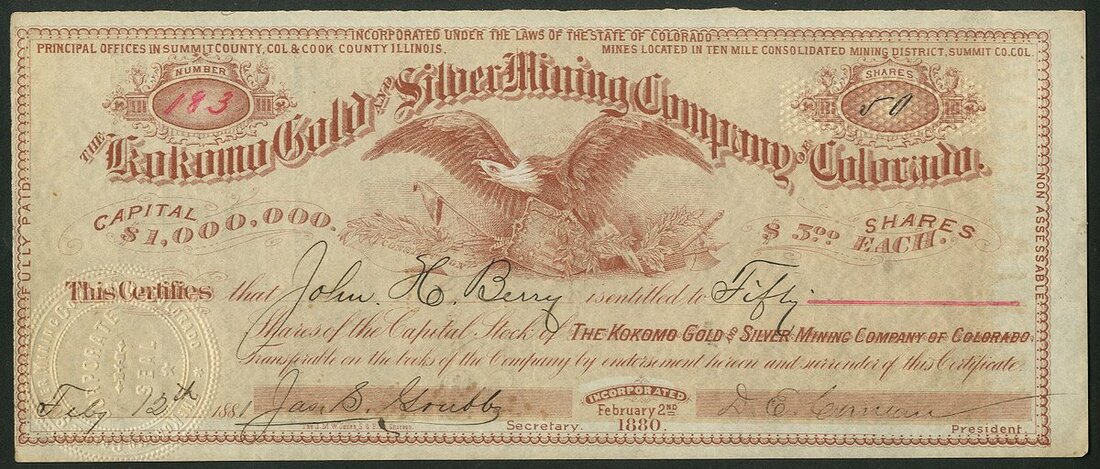 INCORPORATED UNDER THE LAWS OF THE STATE OF COLORADO
PRINCIPAL OFFICES IN SUMMIT COUNTY, COL & COOK COUNTY ILLINOIS.
MINES LOCATED IN TEN MILE CONSOLIDATED MINING DISTRICT, SUMMIT CO. COL.
NUMBER
183
SHARES
50
THE Kokomo Gold AND Silver Mining Company OF Colorado.
CAPITAL
$1,000,000.
SHARES
$5.00 EACH.
FULLY PAID
NON ASSESSABLE
This Certifies that John. H. Berry is entitled to Fifty
Shares of the Capital Stock of THE KOKOMO GOLD AND SILVER MINING COMPANY OF COLORADO
Transferable on the books of the Company by endorsement hereon and surrender of this Certificate.
CORPORATE
SEAL
Feby 12th 1881 Jas. B. Grubbs
INCORPORATED
February 2ND
1880.
Secretary.
President.